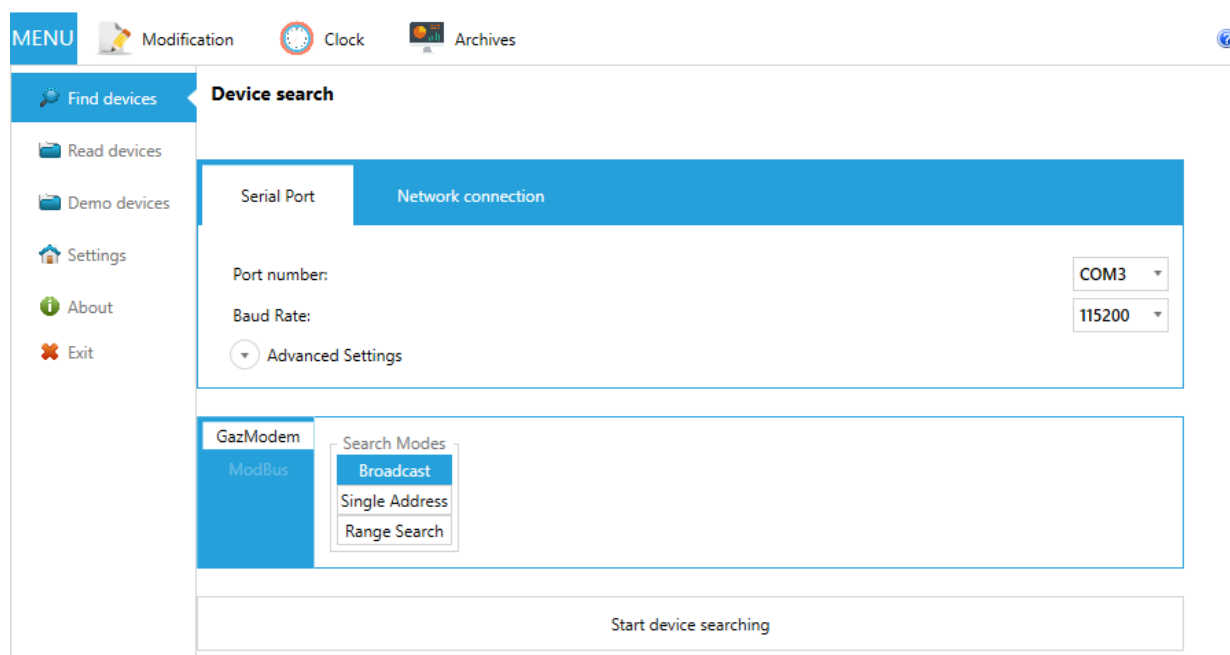 MENU Modification Clock Archives
Find devices
Read devices
Demo devices
Settings
About
Exit
Device search
Serial Port Network connection
Port number: COM3
Baud Rate: 115200
Advanced Settings
GazModem
ModBus
Search Modes
Broadcast
Single Address
Range Search
Start device searching